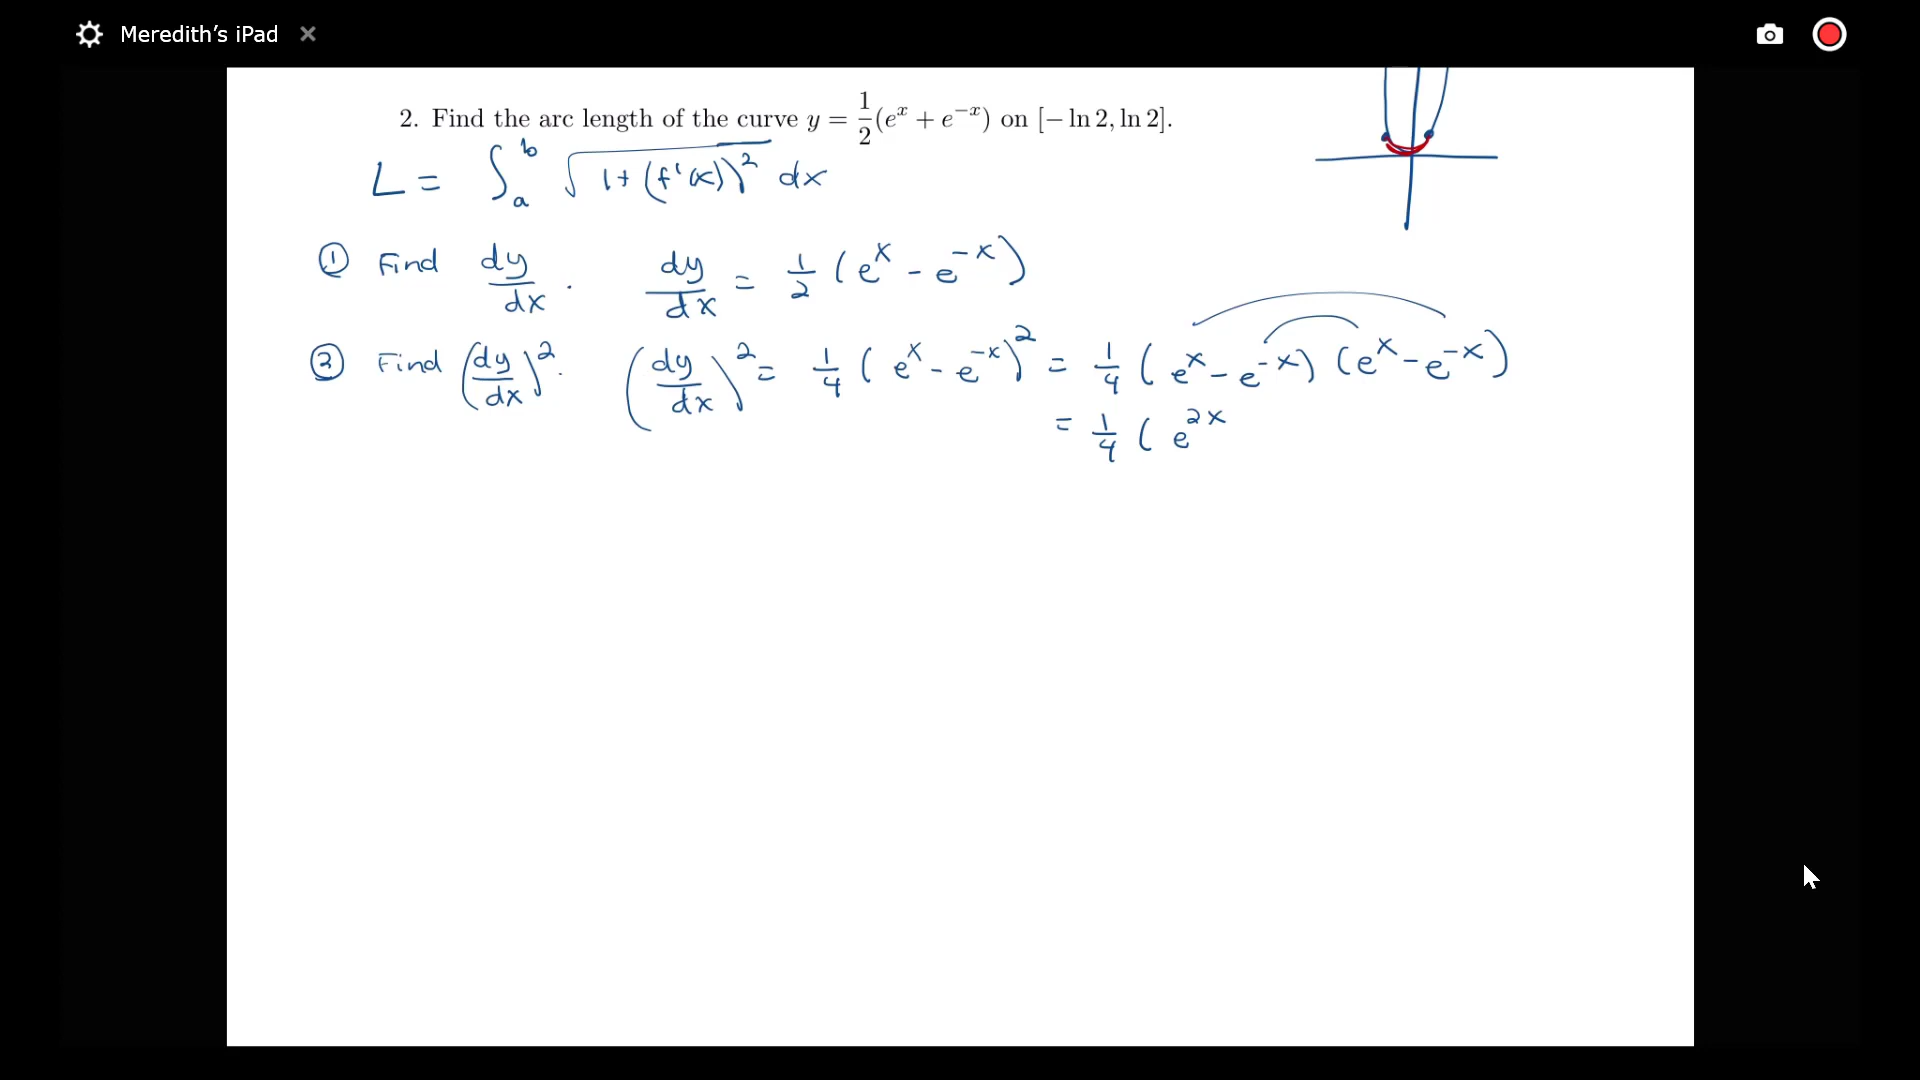 Meredith’s iPad
2. Find the arc length of the curve y = 1/2(e^x + e^{-x}) on [− ln 2, ln 2].
L = ∫_a^b √(1+(f'(x))^2) dx
① Find dy/dx. dy/dx = 1/2 (e^x - e^{-x})
② Find (dy/dx)^2. (dy/dx)^2 = 1/4 (e^x - e^{-x})^2 = 1/4 (e^x - e^{-x}) (e^x - e^{-x})
= 1/4 ( e^{2x}